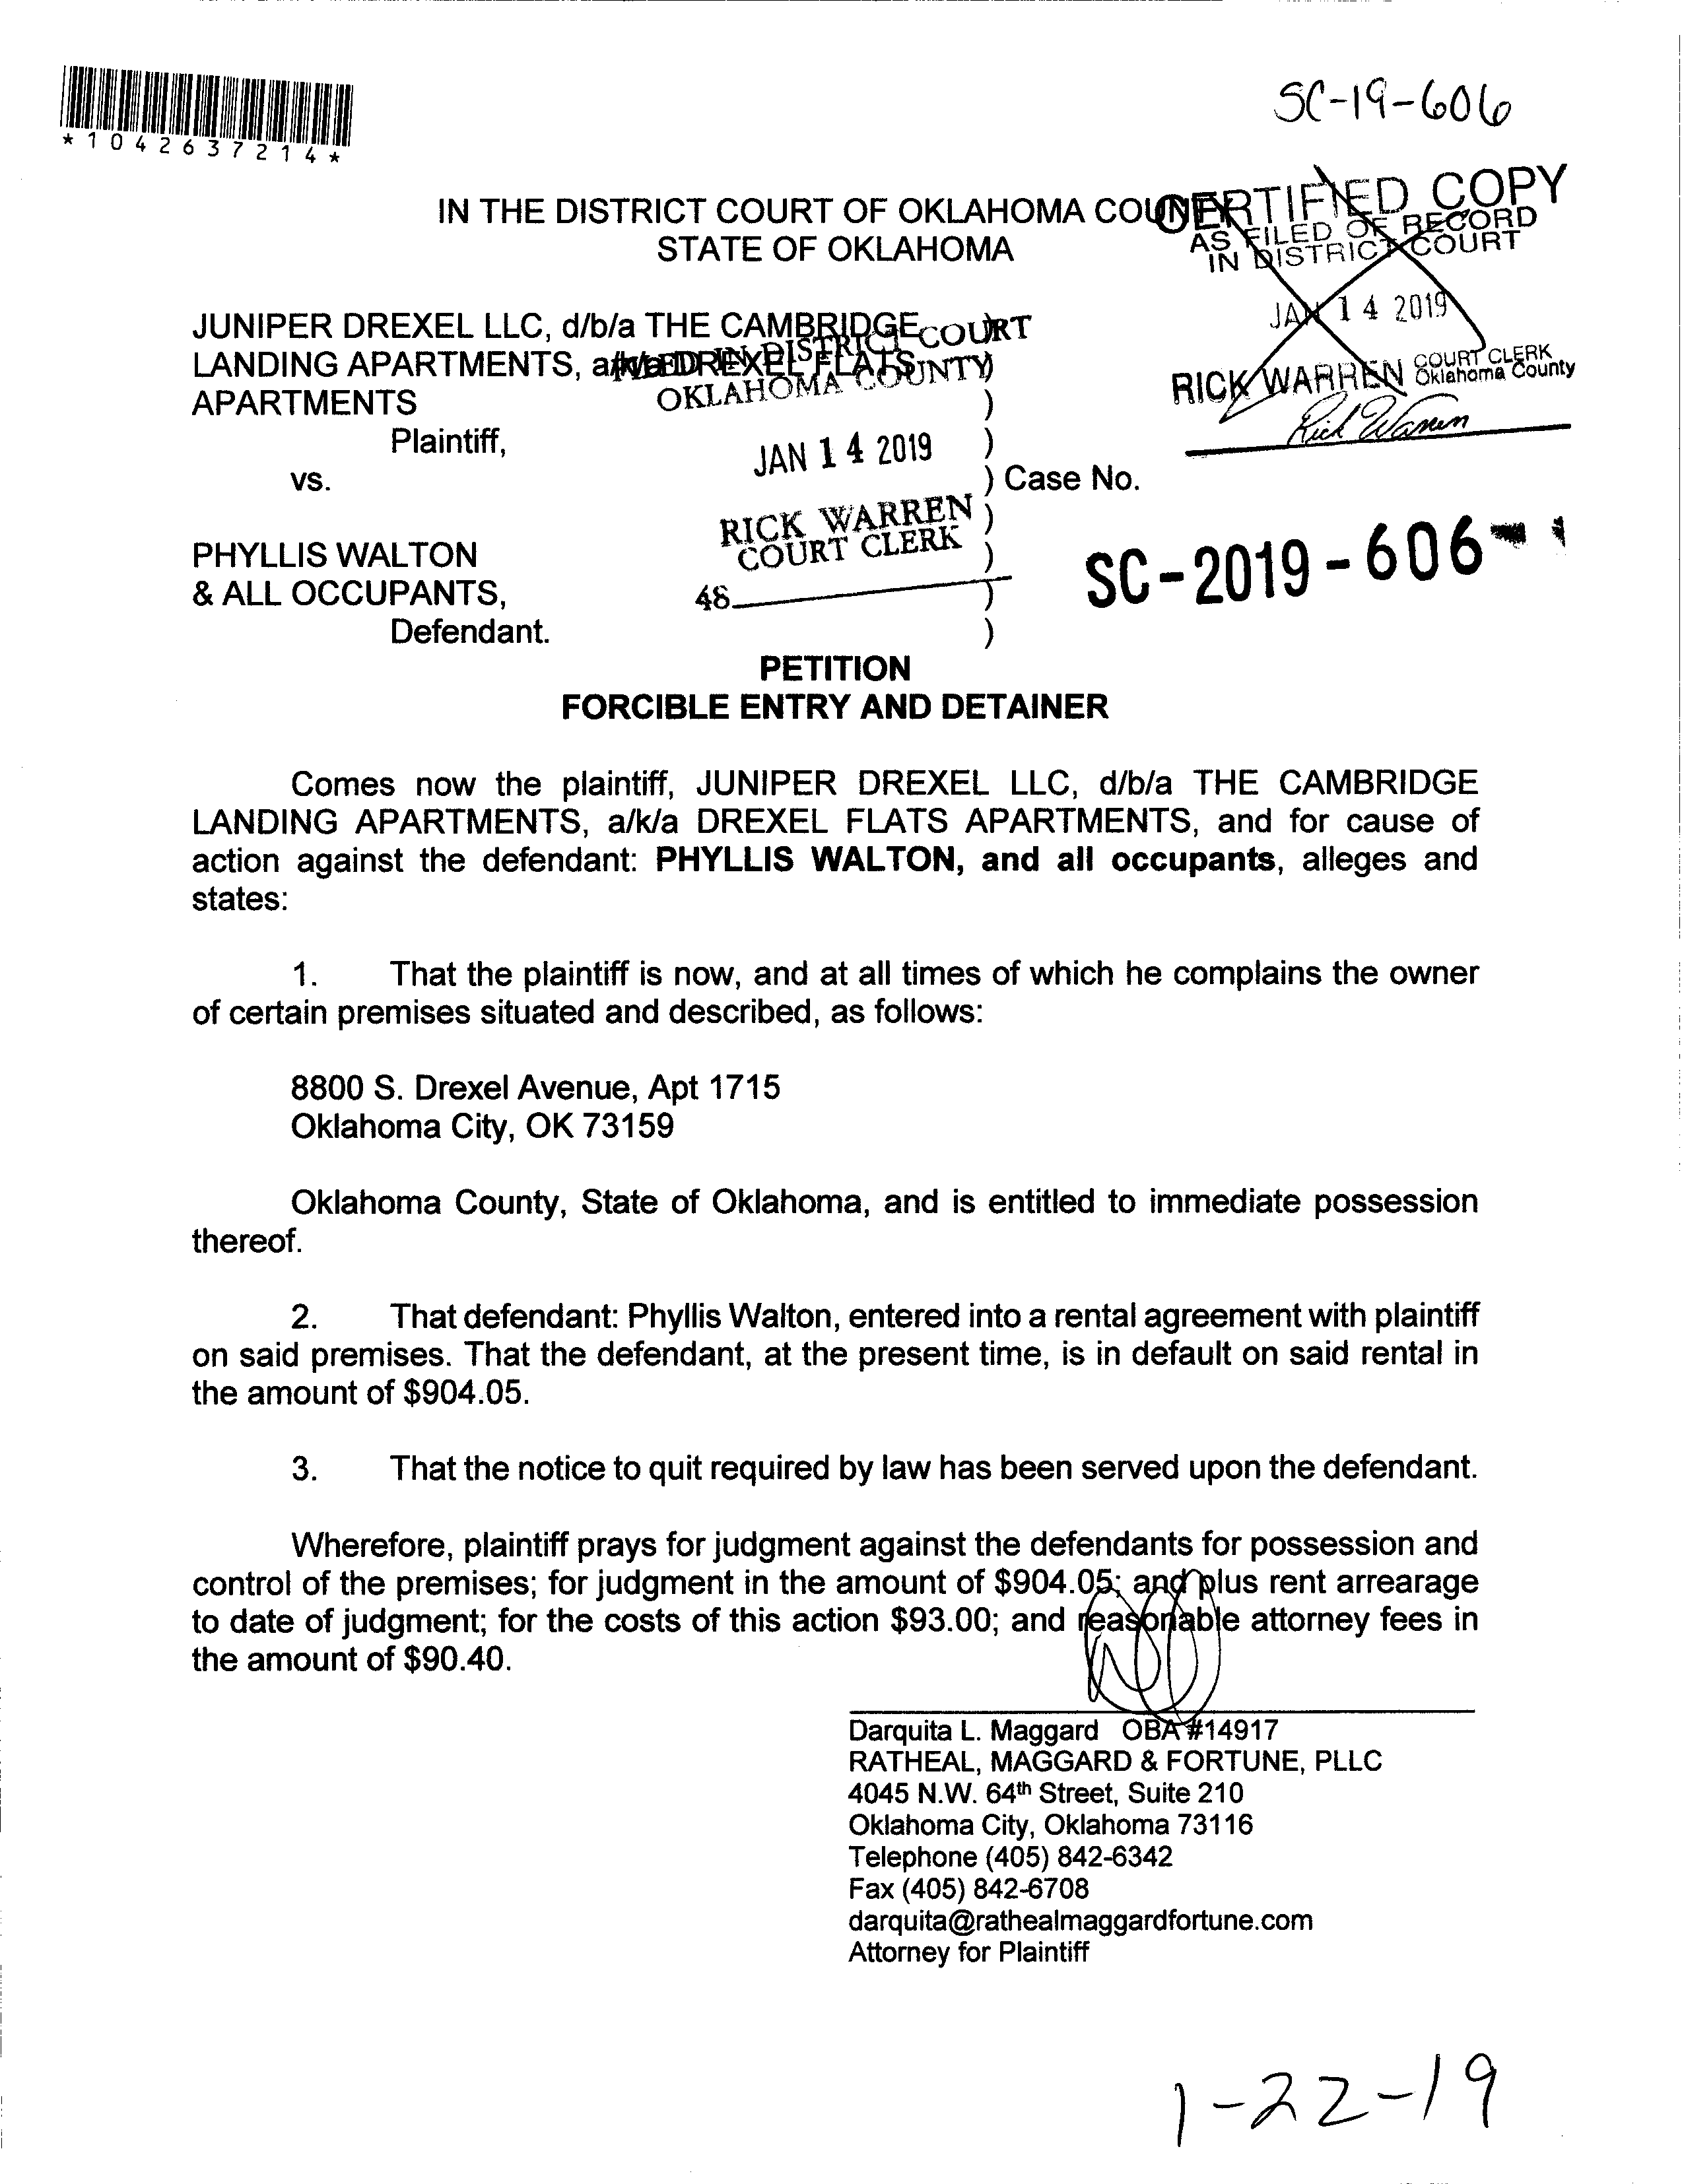 *1042637214*
SC-19-606
IN THE DISTRICT COURT OF OKLAHOMA COUNTY
STATE OF OKLAHOMA
CERTIFIED COPY
AS FILED OF RECORD
IN DISTRICT COURT
JAN 14 2019
RICK WARREN COURT CLERK
Oklahoma County
Rick Warren
JUNIPER DREXEL LLC, d/b/a THE CAMBRIDGE
LANDING APARTMENTS, a/k/a DREXEL FLATS )
APARTMENTS )
Plaintiff, )
vs. ) Case No.
)
PHYLLIS WALTON )
& ALL OCCUPANTS, )
Defendant. )
FILED IN DISTRICT COURT
OKLAHOMA COUNTY
JAN 14 2019
RICK WARREN
COURT CLERK
48
SC-2019-606
PETITION
FORCIBLE ENTRY AND DETAINER
Comes now the plaintiff, JUNIPER DREXEL LLC, d/b/a THE CAMBRIDGE
LANDING APARTMENTS, a/k/a DREXEL FLATS APARTMENTS, and for cause of
action against the defendant: PHYLLIS WALTON, and all occupants, alleges and
states:
1. That the plaintiff is now, and at all times of which he complains the owner
of certain premises situated and described, as follows:
8800 S. Drexel Avenue, Apt 1715
Oklahoma City, OK 73159
Oklahoma County, State of Oklahoma, and is entitled to immediate possession
thereof.
2. That defendant: Phyllis Walton, entered into a rental agreement with plaintiff
on said premises. That the defendant, at the present time, is in default on said rental in
the amount of $904.05.
3. That the notice to quit required by law has been served upon the defendant.
Wherefore, plaintiff prays for judgment against the defendants for possession and
control of the premises; for judgment in the amount of $904.05; and plus rent arrearage
to date of judgment; for the costs of this action $93.00; and reasonable attorney fees in
the amount of $90.40.
Darquita L. Maggard OBA #14917
RATHEAL, MAGGARD & FORTUNE, PLLC
4045 N.W. 64th Street, Suite 210
Oklahoma City, Oklahoma 73116
Telephone (405) 842-6342
Fax (405) 842-6708
darquita@rathealmaggardfortune.com
Attorney for Plaintiff
1-22-19